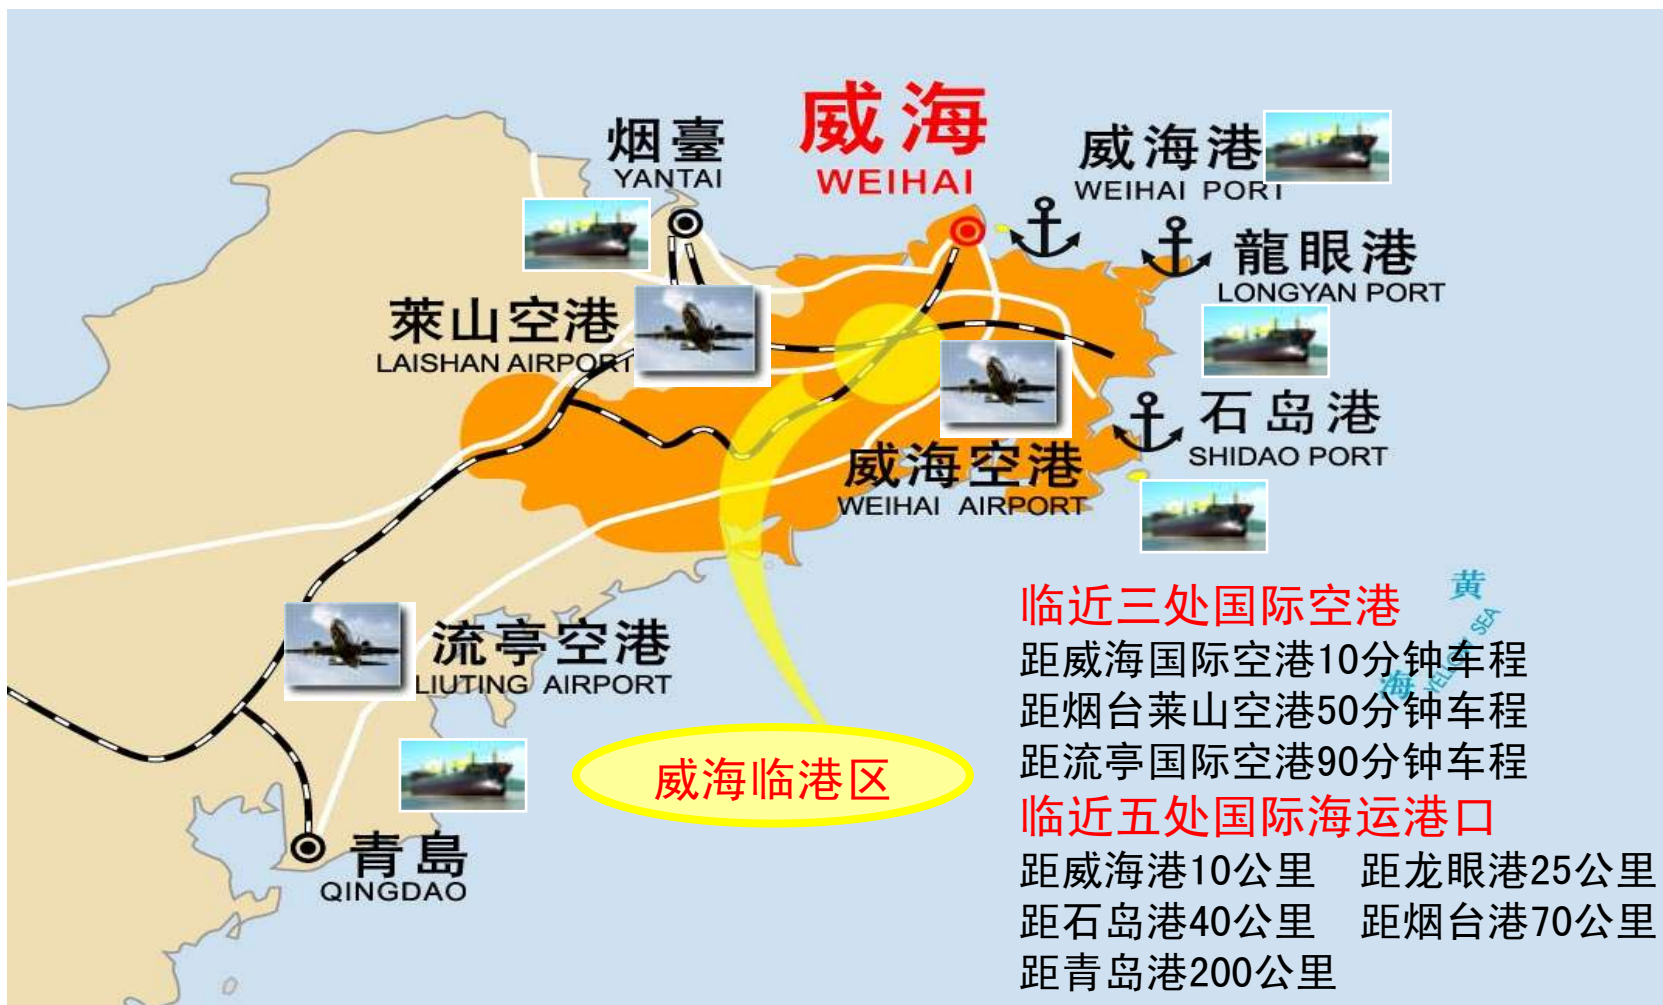 烟臺
YANTAI
威海
WEIHAI
威海港
WEIHAI PORT
龍眼港
LONGYAN PORT
萊山空港
LAISHAN AIRPORT
石岛港
SHIDAO PORT
威海空港
WEIHAI AIRPORT
流亭空港
LIUTING AIRPORT
威海临港区
青島
QINGDAO
黄海
YELLOW SEA
临近三处国际空港
距威海国际空港10分钟车程
距烟台莱山空港50分钟车程
距流亭国际空港90分钟车程
临近五处国际海运港口
距威海港10公里 距龙眼港25公里
距石岛港40公里 距烟台港70公里
距青岛港200公里